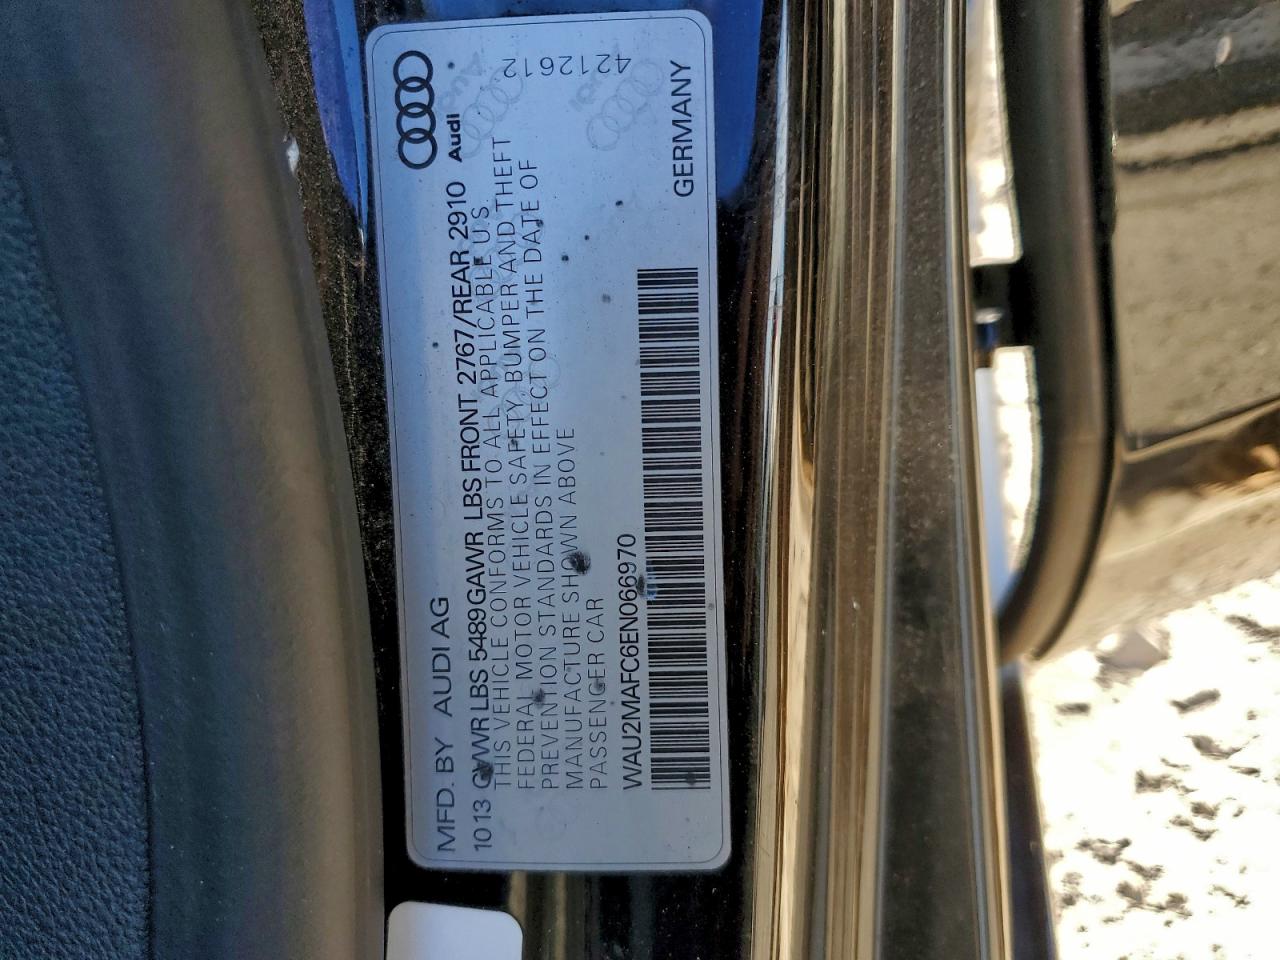 MFD. BY AUDI AG
10 13 GVWR LBS 5489 GAWR LBS FRONT 2767/REAR 2910
THIS VEHICLE CONFORMS TO ALL APPLICABLE U.S
FEDERAL MOTOR VEHICLE SAFETY, BUMPER AND THEFT
PREVENTION STANDARDS IN EFFECT ON THE DATE OF
MANUFACTURE SHOWN ABOVE
PASSENGER CAR
WAU2MAFC6EN066970
Audi
4212612
GERMANY